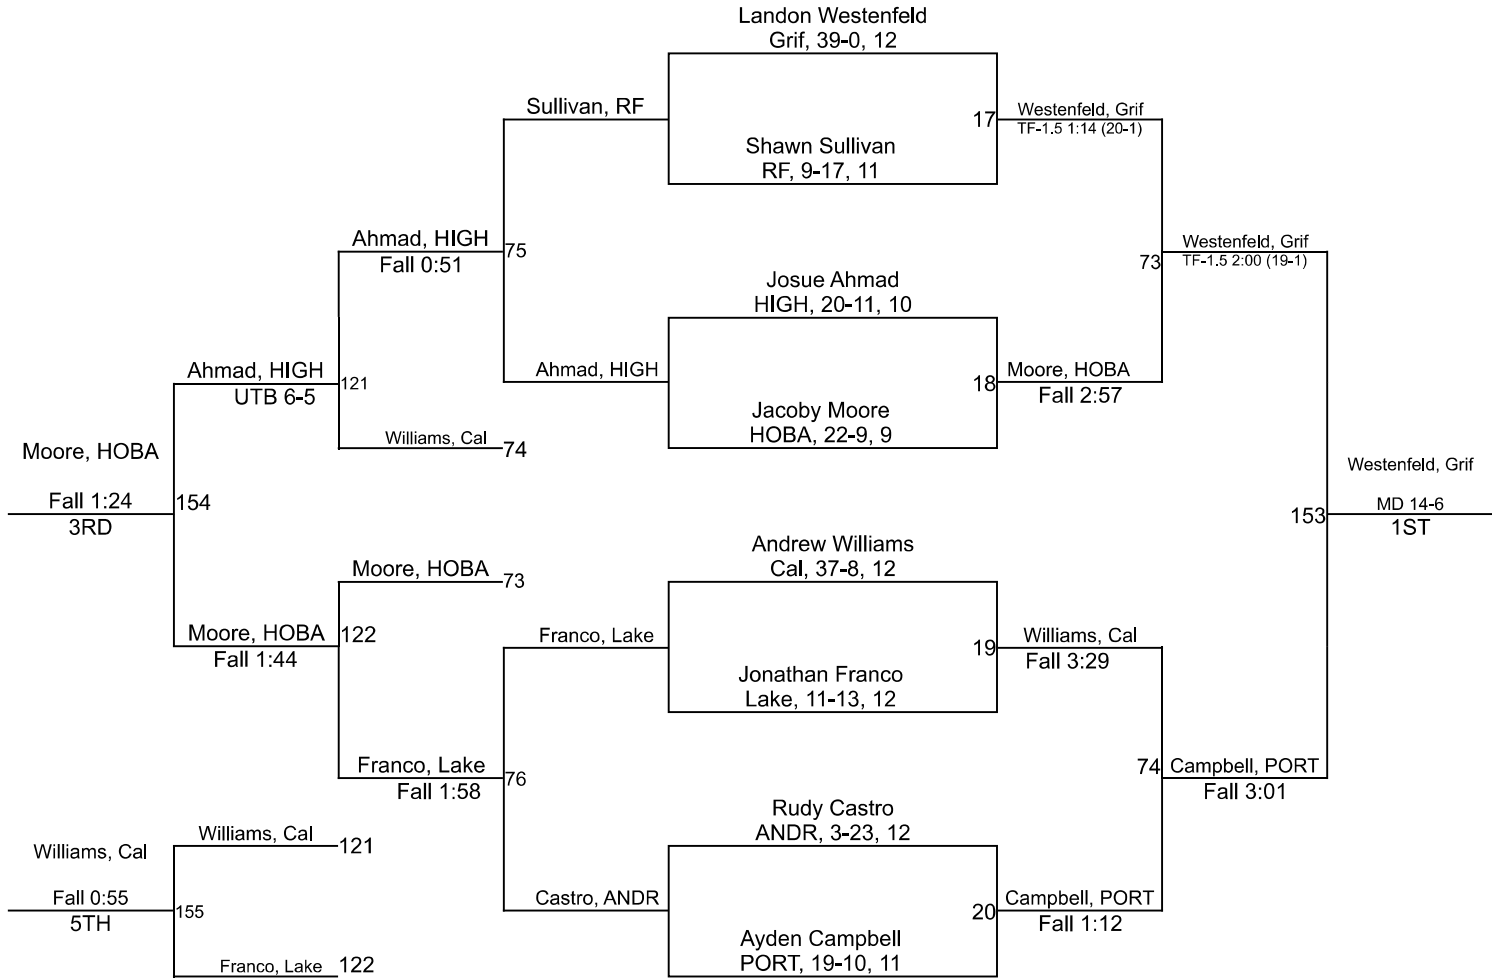 Landon Westenfeld
Grif, 39-0, 12
Sullivan, RF
17
Westenfeld, Grif
TF-1.5 1:14 (20-1)
Shawn Sullivan
RF, 9-17, 11
Ahmad, HIGH
Fall 0:51
75
73
Westenfeld, Grif
TF-1.5 2:00 (19-1)
Josue Ahmad
HIGH, 20-11, 10
Ahmad, HIGH
UTB 6-5
121
Ahmad, HIGH
18
Moore, HOBA
Fall 2:57
Jacoby Moore
HOBA, 22-9, 9
Williams, Cal
74
Moore, HOBA
Fall 1:24
3RD
154
Westenfeld, Grif
MD 14-6
1ST
153
Andrew Williams
Cal, 37-8, 12
Moore, HOBA
73
Moore, HOBA
Fall 1:44
122
Franco, Lake
19
Williams, Cal
Fall 3:29
Jonathan Franco
Lake, 11-13, 12
Franco, Lake
Fall 1:58
76
74
Campbell, PORT
Fall 3:01
Rudy Castro
ANDR, 3-23, 12
Williams, Cal
121
Williams, Cal
Fall 0:55
5TH
155
Castro, ANDR
20
Campbell, PORT
Fall 1:12
Ayden Campbell
PORT, 19-10, 11
Franco, Lake
122